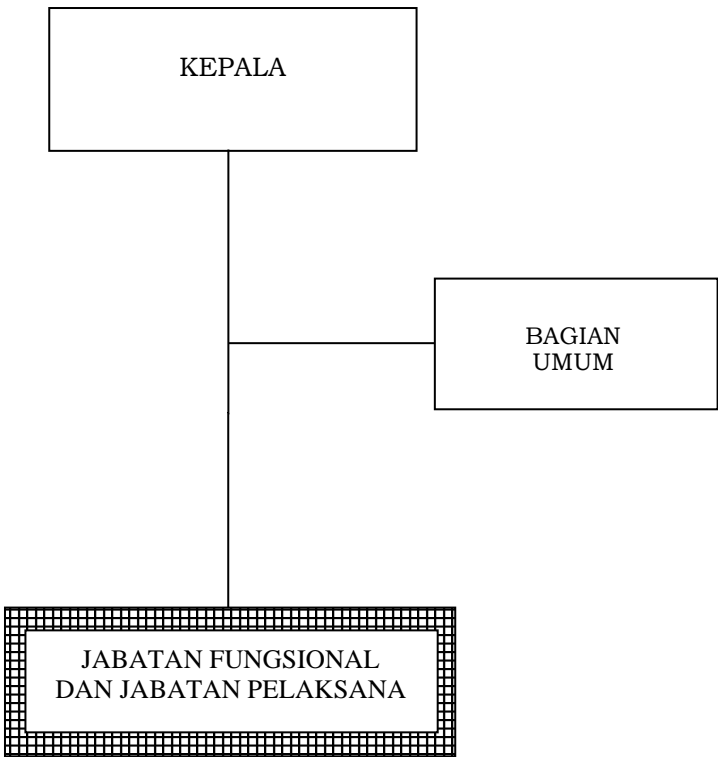 KEPALA
BAGIAN
UMUM
JABATAN FUNGSIONAL
DAN JABATAN PELAKSANA